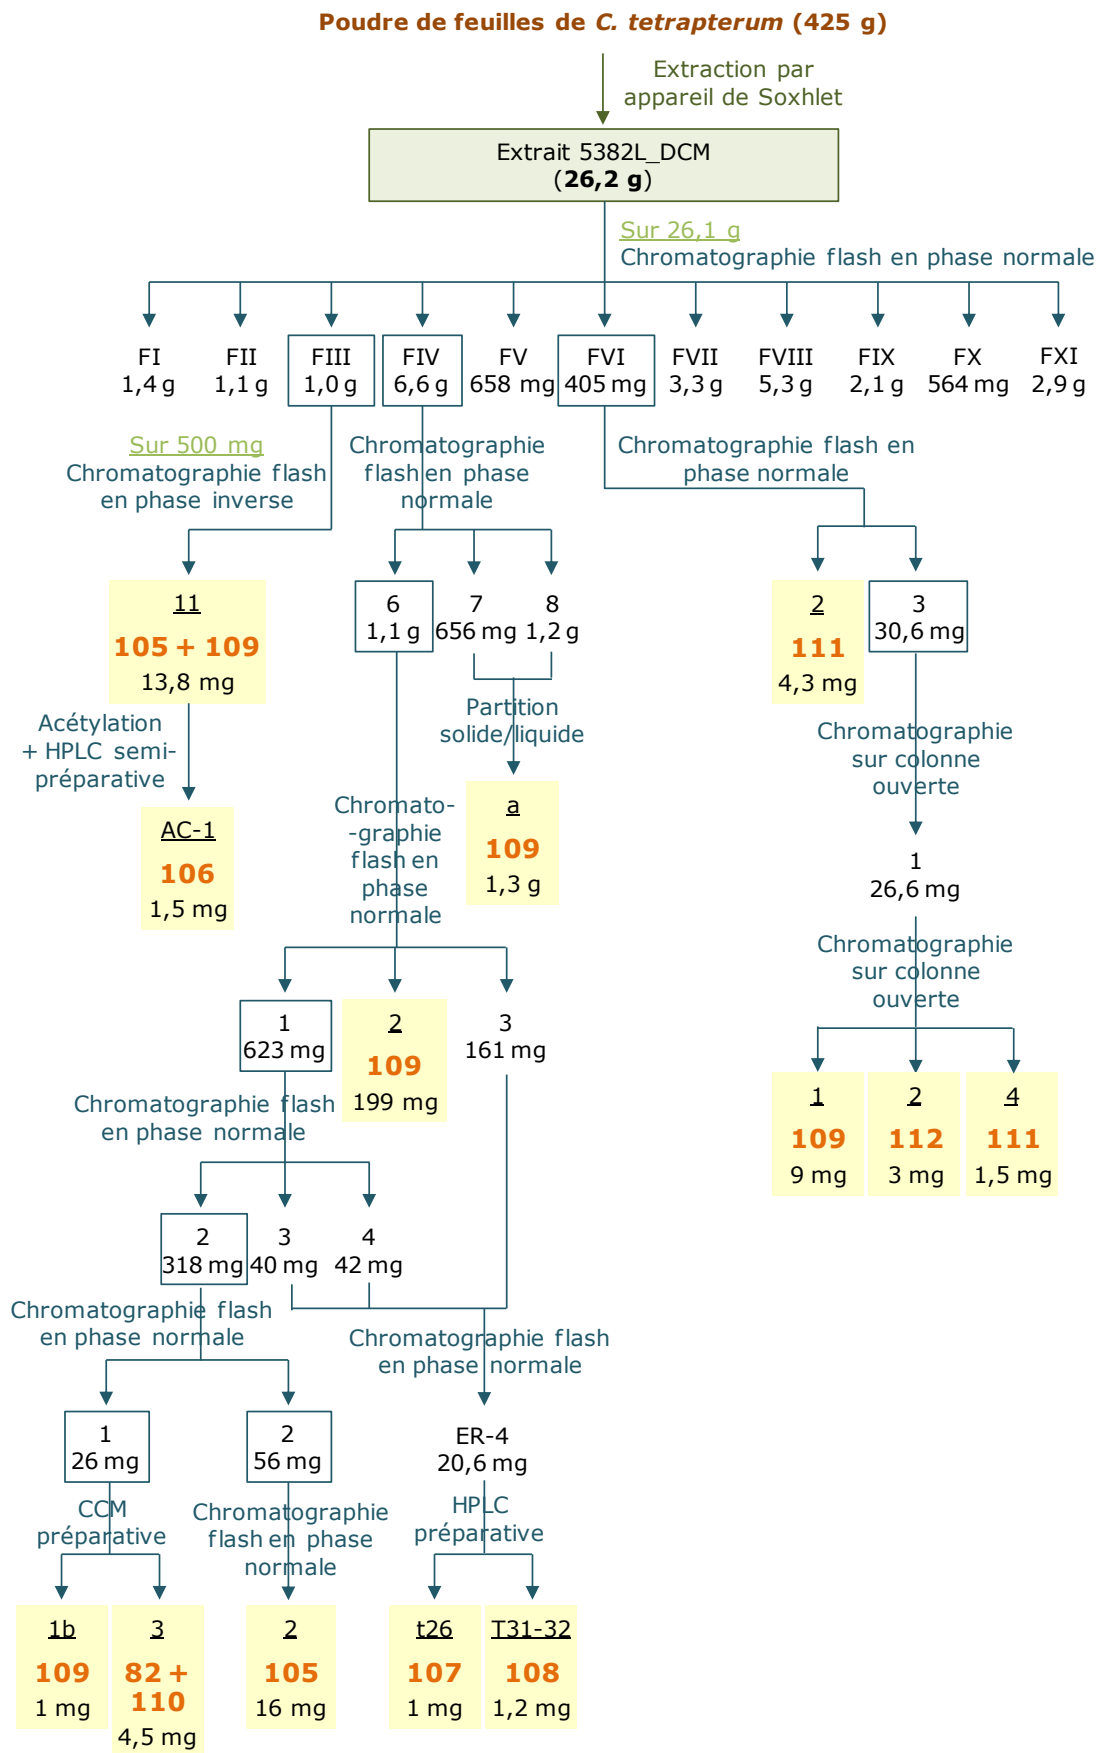 Poudre de feuilles de C. tetrapterum (425 g)
Extraction par
appareil de Soxhlet
Extrait 5382L_DCM
(26,2 g)
Sur 26,1 g
Chromatographie flash en phase normale
FI
1,4 g
FII
1,1 g
FIII
1,0 g
FIV
6,6 g
FV
658 mg
FVI
405 mg
FVII
3,3 g
FVIII
5,3 g
FIX
2,1 g
FX
564 mg
FXI
2,9 g
Sur 500 mg
Chromatographie flash
en phase inverse
Chromatographie
flash en phase
normale
Chromatographie flash en
phase normale
11
105 + 109
13,8 mg
6
1,1 g
7
656 mg
8
1,2 g
2
111
4,3 mg
3
30,6 mg
Acétylation
+ HPLC semi-
préparative
Partition
solide/liquide
Chromatographie
sur colonne
ouverte
AC-1
106
1,5 mg
Chromato-
-graphie
flash en
phase
normale
a
109
1,3 g
1
26,6 mg
Chromatographie
sur colonne
ouverte
1
623 mg
2
109
199 mg
3
161 mg
1
109
9 mg
2
112
3 mg
4
111
1,5 mg
Chromatographie flash
en phase normale
2
318 mg
3
40 mg
4
42 mg
Chromatographie flash
en phase normale
Chromatographie flash
en phase normale
1
26 mg
2
56 mg
ER-4
20,6 mg
CCM
préparative
Chromatographie
flash en phase
normale
HPLC
préparative
1b
109
1 mg
3
82 +
110
4,5 mg
2
105
16 mg
t26
107
1 mg
T31-32
108
1,2 mg